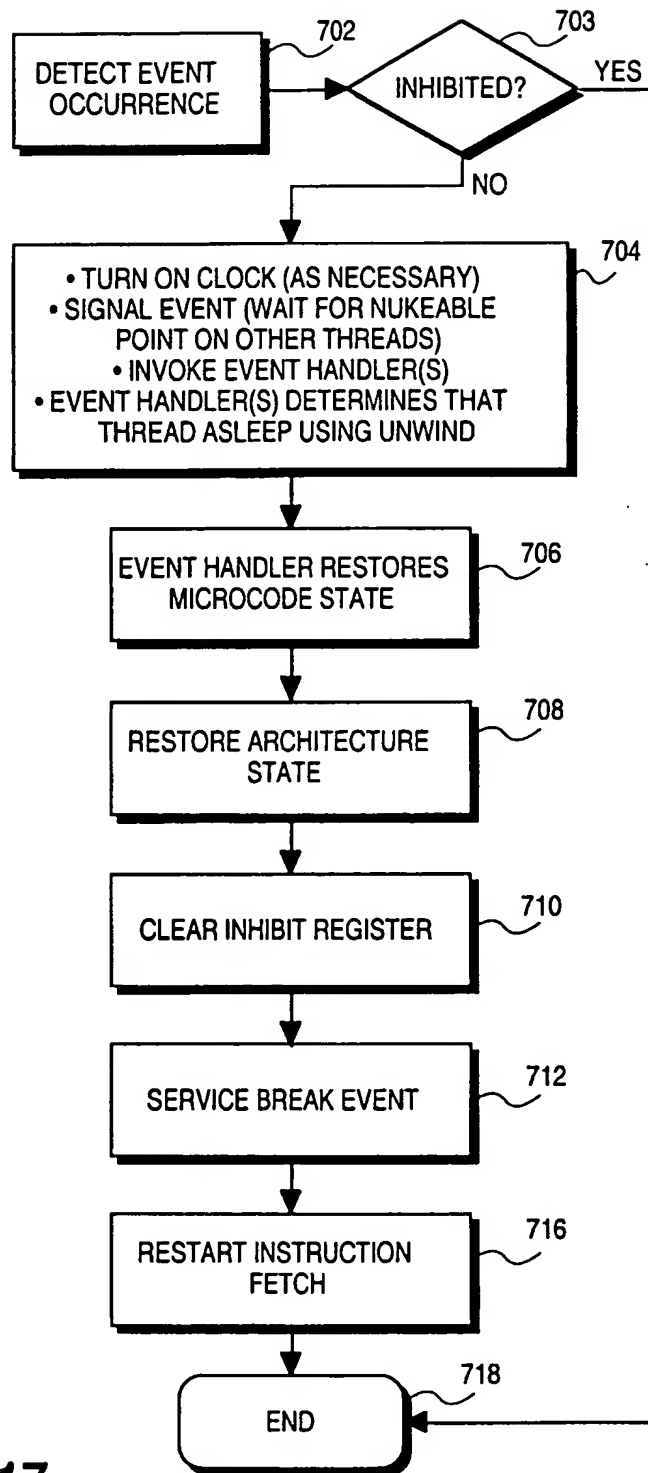 702
703
DETECT EVENT
OCCURRENCE
INHIBITED?
YES
NO
704
• TURN ON CLOCK (AS NECESSARY)
• SIGNAL EVENT (WAIT FOR NUKEABLE
POINT ON OTHER THREADS)
• INVOKE EVENT HANDLER(S)
• EVENT HANDLER(S) DETERMINES THAT
THREAD ASLEEP USING UNWIND
706
EVENT HANDLER RESTORES
MICROCODE STATE
708
RESTORE ARCHITECTURE
STATE
710
CLEAR INHIBIT REGISTER
712
SERVICE BREAK EVENT
716
RESTART INSTRUCTION
FETCH
718
END
17